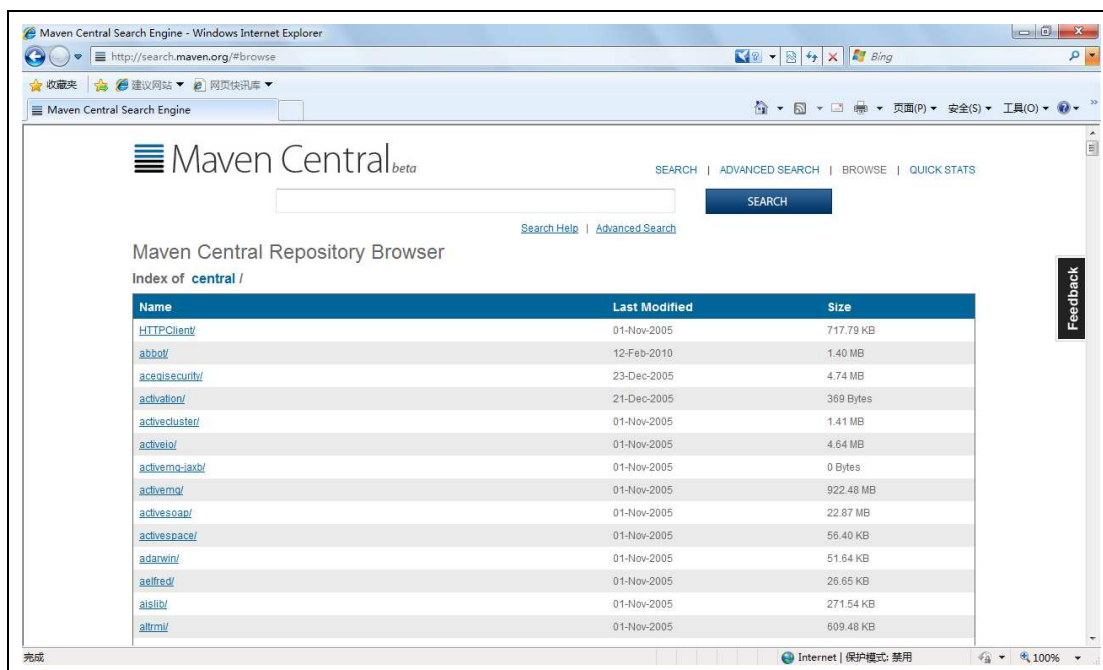 Maven Central Search Engine - Windows Internet Explorer
http://search.maven.org/#browse
Bing
收藏夹 建议网站 网页快讯库
Maven Central Search Engine
页面(P) 安全(S) 工具(O)
Maven Central beta
SEARCH | ADVANCED SEARCH | BROWSE | QUICK STATS
SEARCH
Search Help | Advanced Search
Maven Central Repository Browser
Index of central /
Name Last Modified Size
HTTPClient/ 01-Nov-2005 717.79 KB
abbot/ 12-Feb-2010 1.40 MB
acegisecurity/ 23-Dec-2005 4.74 MB
activation/ 21-Dec-2005 369 Bytes
activecluster/ 01-Nov-2005 1.41 MB
activeio/ 01-Nov-2005 4.64 MB
activemq-jaxb/ 01-Nov-2005 0 Bytes
activemq/ 01-Nov-2005 922.48 MB
activesoap/ 01-Nov-2005 22.87 MB
activespace/ 01-Nov-2005 56.40 KB
adarwin/ 01-Nov-2005 51.64 KB
aelfred/ 01-Nov-2005 26.65 KB
aislib/ 01-Nov-2005 271.54 KB
altrmi/ 01-Nov-2005 609.48 KB
Feedback
完成 Internet | 保护模式: 禁用 100%